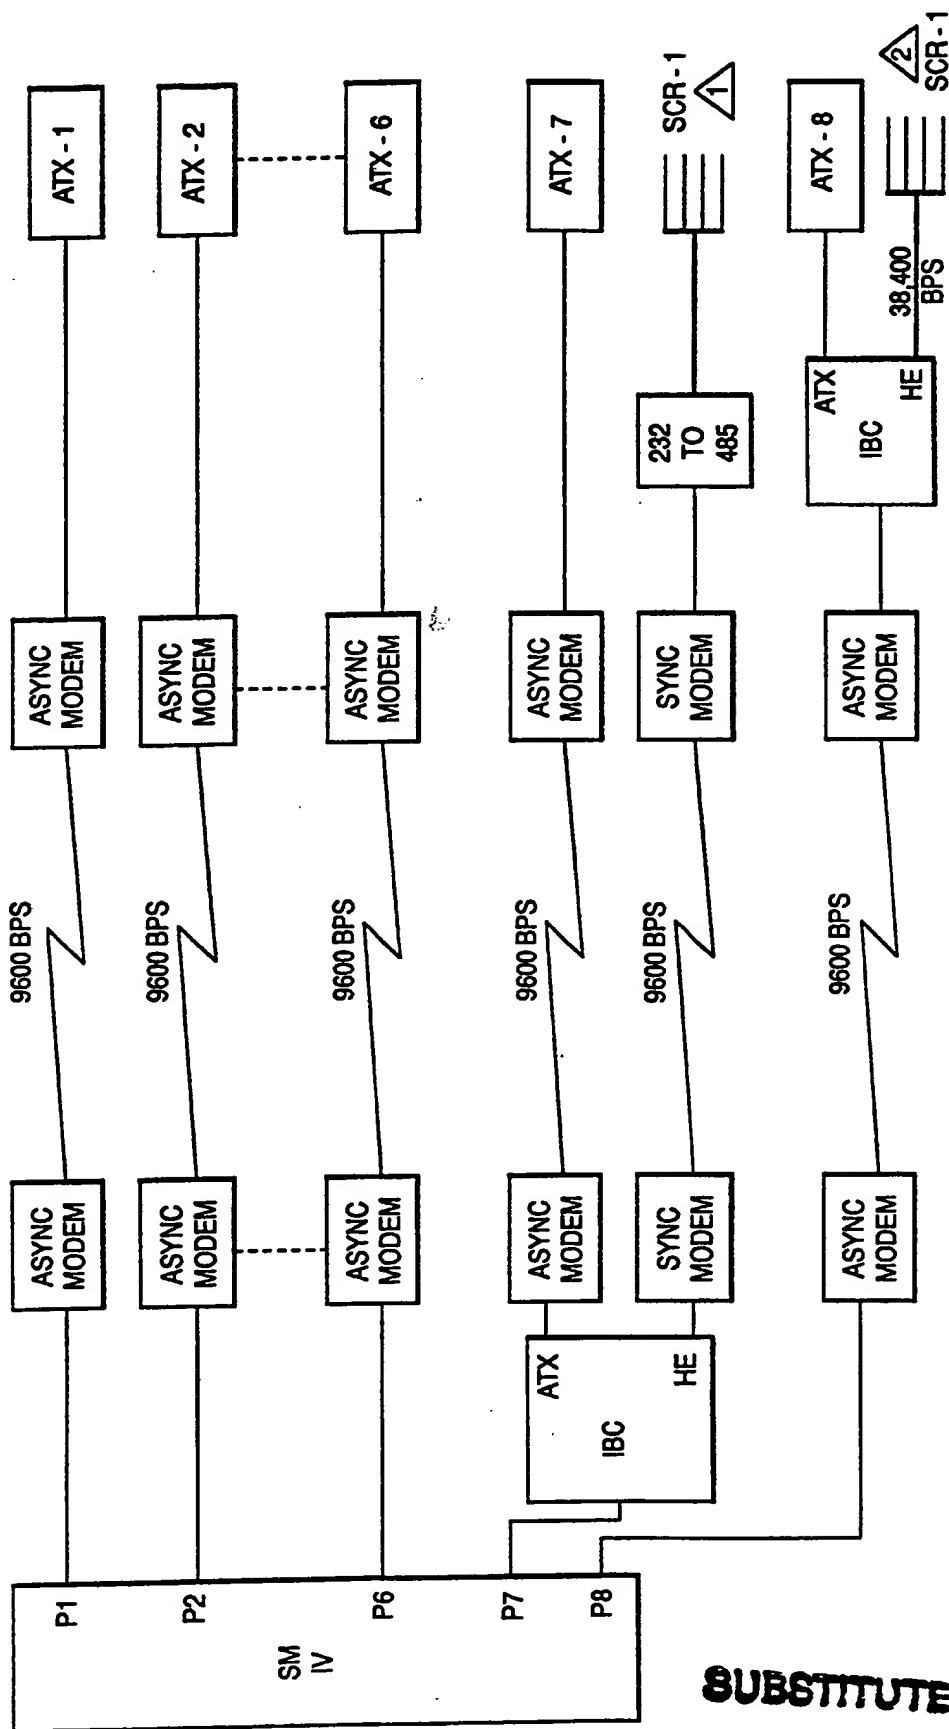 SM
IV
P1
P2
P6
P7
P8
ASYNC
MODEM
9600 BPS
ASYNC
MODEM
ATX - 1
ASYNC
MODEM
9600 BPS
ASYNC
MODEM
ATX - 2
ASYNC
MODEM
9600 BPS
ASYNC
MODEM
ATX - 6
IBC
ATX
HE
ASYNC
MODEM
9600 BPS
ASYNC
MODEM
ATX - 7
SYNC
MODEM
9600 BPS
SYNC
MODEM
232
TO
485
SCR - 1
1
ASYNC
MODEM
9600 BPS
ASYNC
MODEM
IBC
ATX
HE
ATX - 8
38,400
BPS
2
SCR - 1
SUBSTITUTE